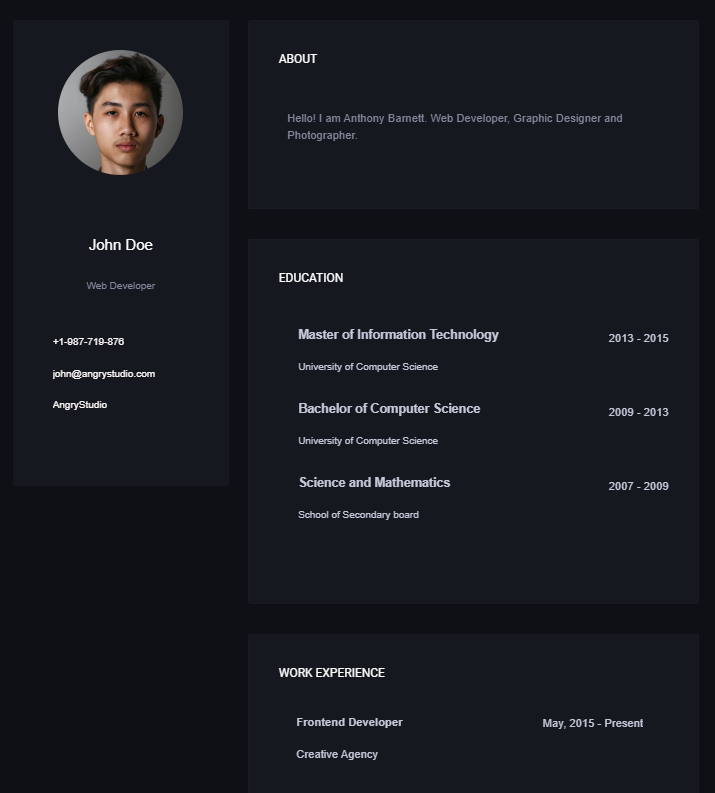 John Doe
Web Developer
+1-987-719-876
john@angrystudio.com
AngryStudio
ABOUT
Hello! I am Anthony Barnett. Web Developer, Graphic Designer and
Photographer.
EDUCATION
Master of Information Technology
2013 - 2015
University of Computer Science
Bachelor of Computer Science
2009 - 2013
University of Computer Science
Science and Mathematics
2007 - 2009
School of Secondary board
WORK EXPERIENCE
Frontend Developer
May, 2015 - Present
Creative Agency